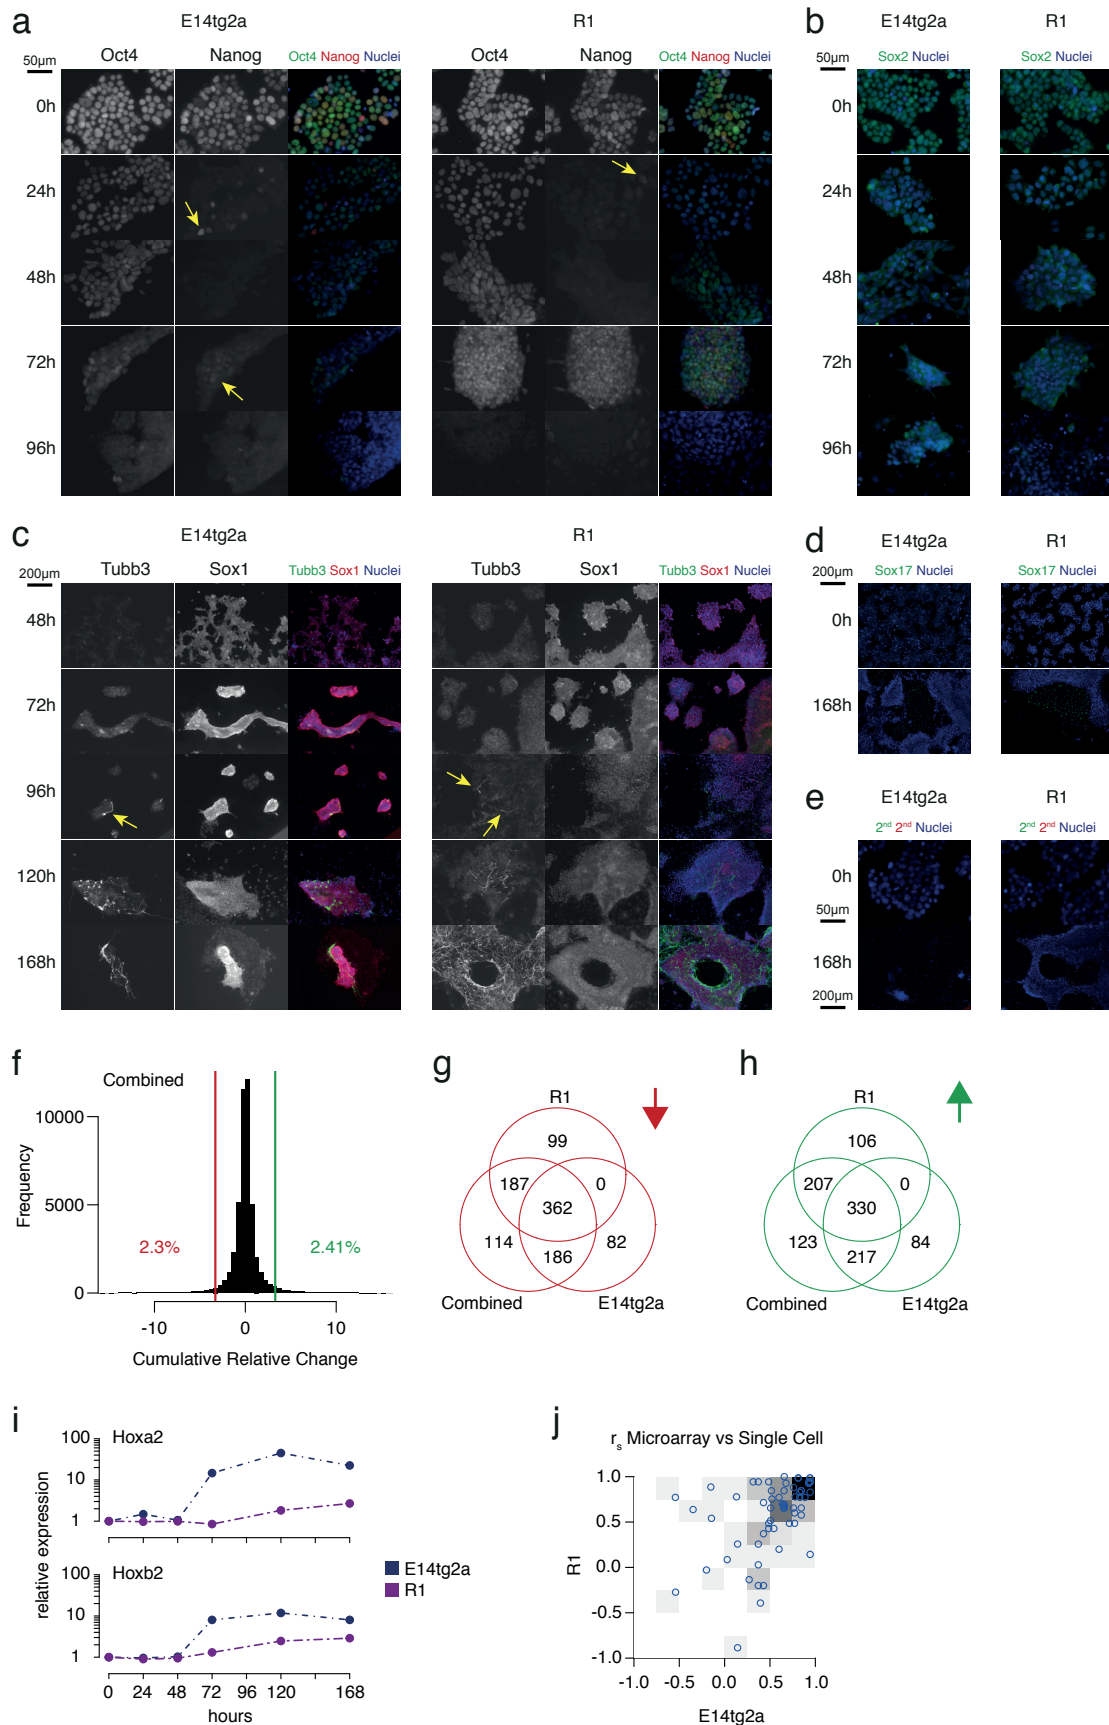 a
E14tg2a
R1
50µm
Oct4
Nanog
Oct4 Nanog Nuclei
Oct4
Nanog
Oct4 Nanog Nuclei
0h
24h
48h
72h
96h
b
E14tg2a
R1
50µm
Sox2 Nuclei
Sox2 Nuclei
0h
24h
48h
72h
96h
c
E14tg2a
R1
200µm
Tubb3
Sox1
Tubb3 Sox1 Nuclei
Tubb3
Sox1
Tubb3 Sox1 Nuclei
48h
72h
96h
120h
168h
d
E14tg2a
R1
200µm
Sox17 Nuclei
Sox17 Nuclei
0h
168h
e
E14tg2a
R1
2nd 2nd Nuclei
2nd 2nd Nuclei
0h
50µm
168h
200µm
f
Combined
10000
5000
0
Frequency
2.3%
2.41%
-10
0
10
Cumulative Relative Change
g
R1
99
187
0
362
114
186
82
Combined
E14tg2a
h
R1
106
207
0
330
123
217
84
Combined
E14tg2a
i
Hoxa2
100
10
1
relative expression
Hoxb2
100
10
1
0 24 48 72 96 120 168
hours
E14tg2a
R1
j
rs Microarray vs Single Cell
1.0
0.5
0.0
-0.5
-1.0
R1
-1.0 -0.5 0.0 0.5 1.0
E14tg2a